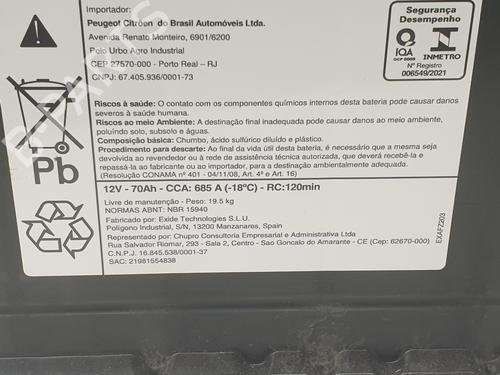 Importador:
Peugeot Citröen do Brasil Automóveis Ltda.
Avenida Renato Monteiro, 6901/6200
Polo Urbo Agro Industrial
CEP 27570-000 - Porto Real – RJ
CNPJ: 67.405.936/0001-73
Segurança
Desempenho
IQA
OCP 0005
INMETRO
Nº Registro
006549/2021
Riscos à saúde: O contato com os componentes químicos internos desta bateria pode causar danos
severos à saúde humana.
Riscos ao meio Ambiente: A destinação final inadequada pode causar danos ao meio ambiente,
poluindo solo, subsolo e águas.
Composição básica: Chumbo, ácido sulfúrico diluído e plástico.
Procedimento para descarte: Ao final da vida útil desta bateria, é necessário que a mesma seja
devolvida ao revendedor ou à rede de assistência técnica autorizada, que deverá recebê-la e
repassá-la ao fabricante ou ao importador, para a destinação ambientalmente adequada.
(Resolución CONAMA nº 401 - 04/11/08, Art. 4º e Art. 16)
Pb
12V - 70Ah - CCA: 685 A (-18ºC) - RC:120min
Livre de manutenção - Peso: 19.5 kg
NORMAS ABNT: NBR 15940
Fabricado por: Exide Technologies S.L.U.
Polígono Industrial, S/N, 13200 Manzanares, Spain
Representado por: Chupro Consultoria Empresarial e Administrativa Ltda
Rua Salvador Riomar, 293 - Sala 2, Centro - Sao Goncalo do Amarante - CE (Cep: 62670-000)
C.N.P.J. 16.845.538/0001-37
SAC: 21981554838
EXAFZ203
B-PARTS